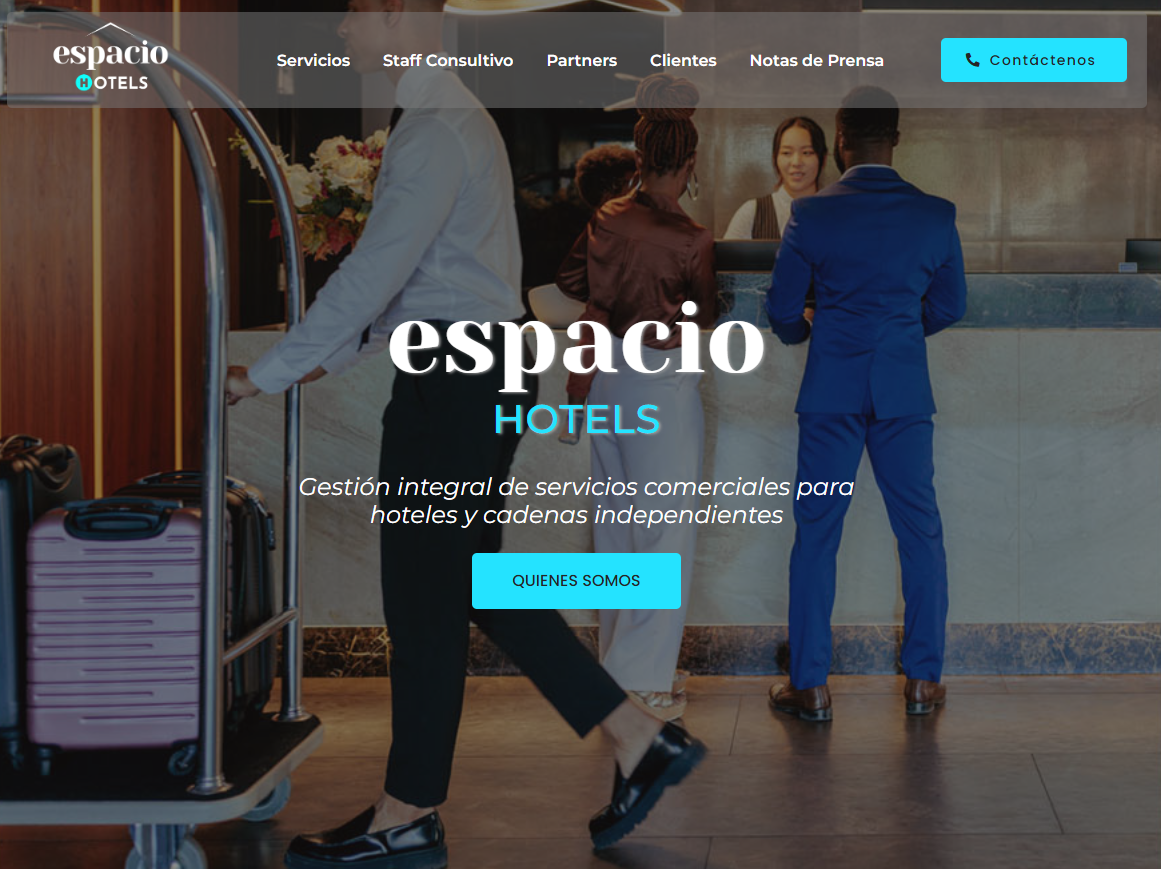 espacio
HOTELS
Servicios
Staff Consultivo
Partners
Clientes
Notas de Prensa
Contáctenos
espacio
HOTELS
Gestión integral de servicios comerciales para
hoteles y cadenas independientes
QUIENES SOMOS